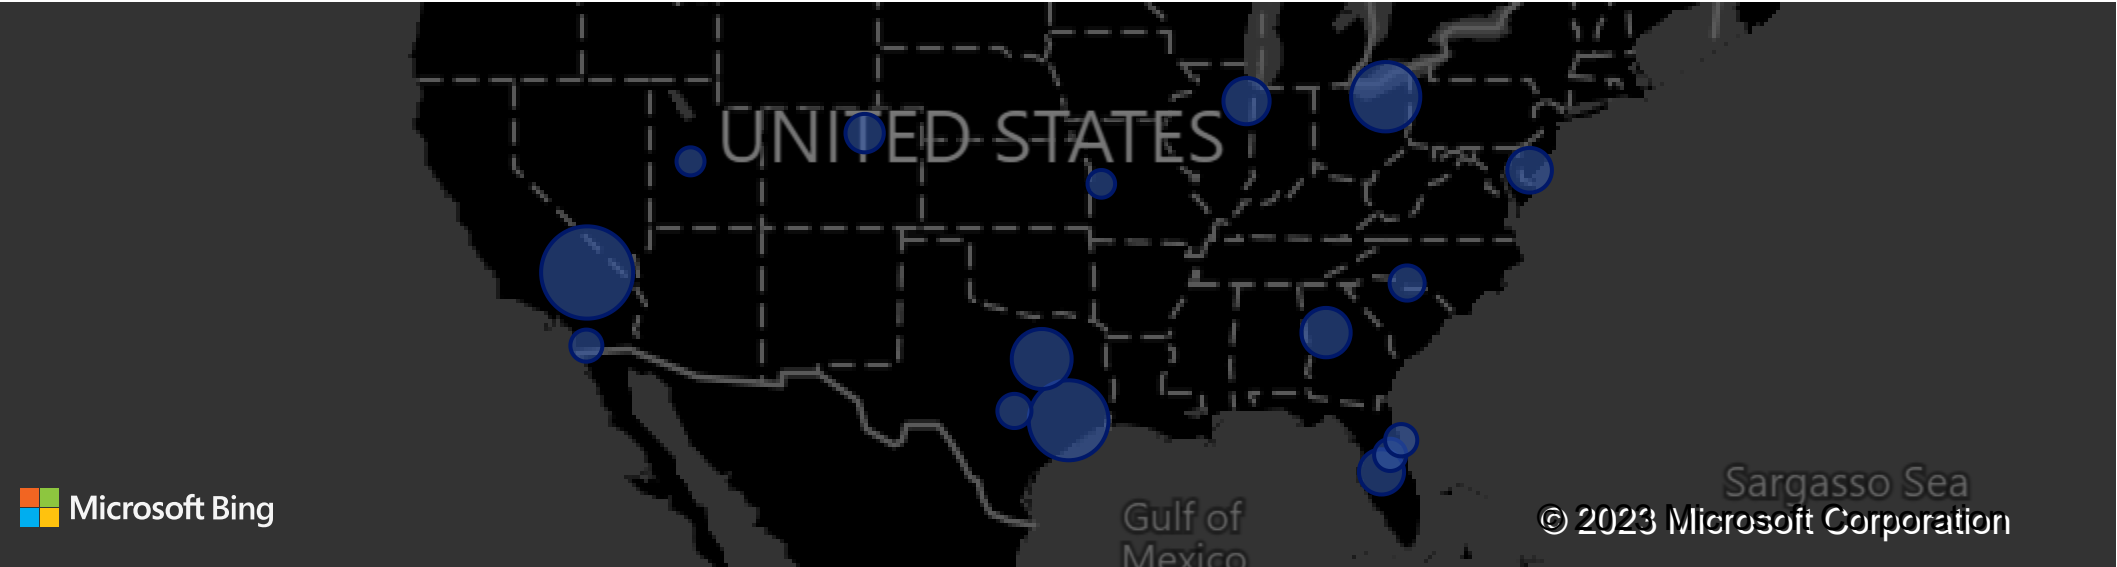 UNITED STATES
Sargasso Sea
Microsoft Bing
Gulf of
Mexico
© 2023 Microsoft Corporation